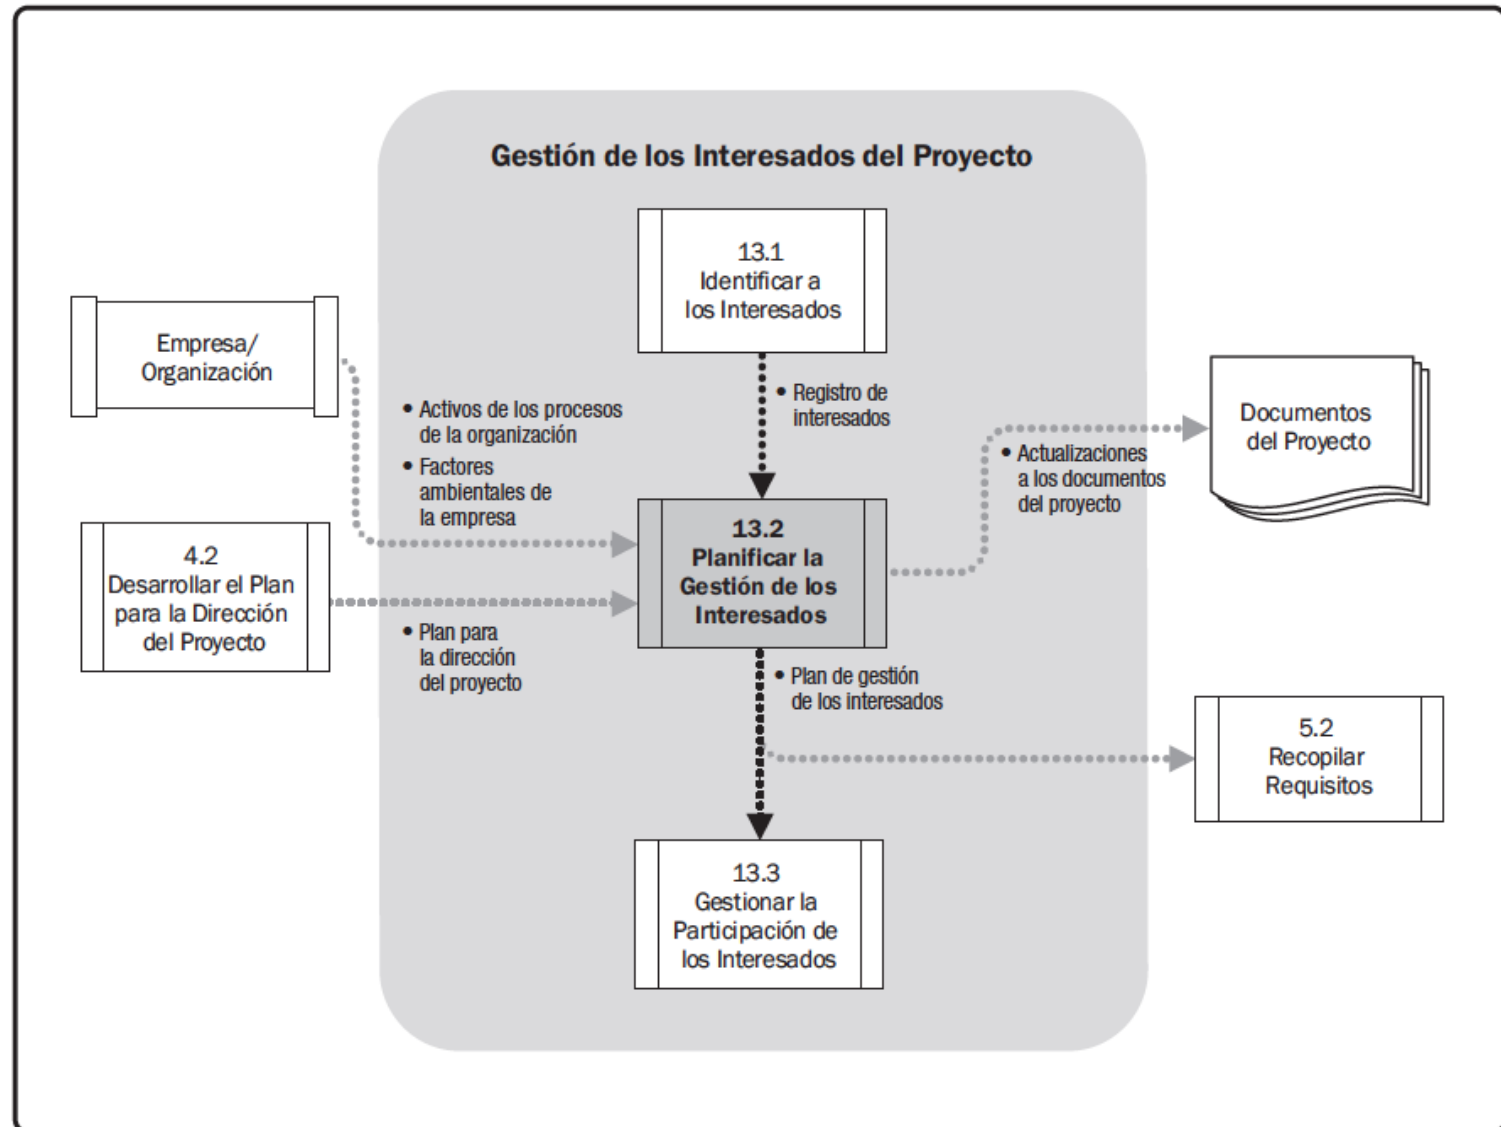 Gestión de los Interesados del Proyecto
13.1
Identificar a
los Interesados
Empresa/
Organización
• Activos de los procesos
de la organización
• Factores
ambientales de
la empresa
• Registro de
interesados
• Actualizaciones
a los documentos
del proyecto
Documentos
del Proyecto
4.2
Desarrollar el Plan
para la Dirección
del Proyecto
• Plan para
la dirección
del proyecto
13.2
Planificar la
Gestión de los
Interesados
• Plan de gestión
de los interesados
5.2
Recopilar
Requisitos
13.3
Gestionar la
Participación de
los Interesados